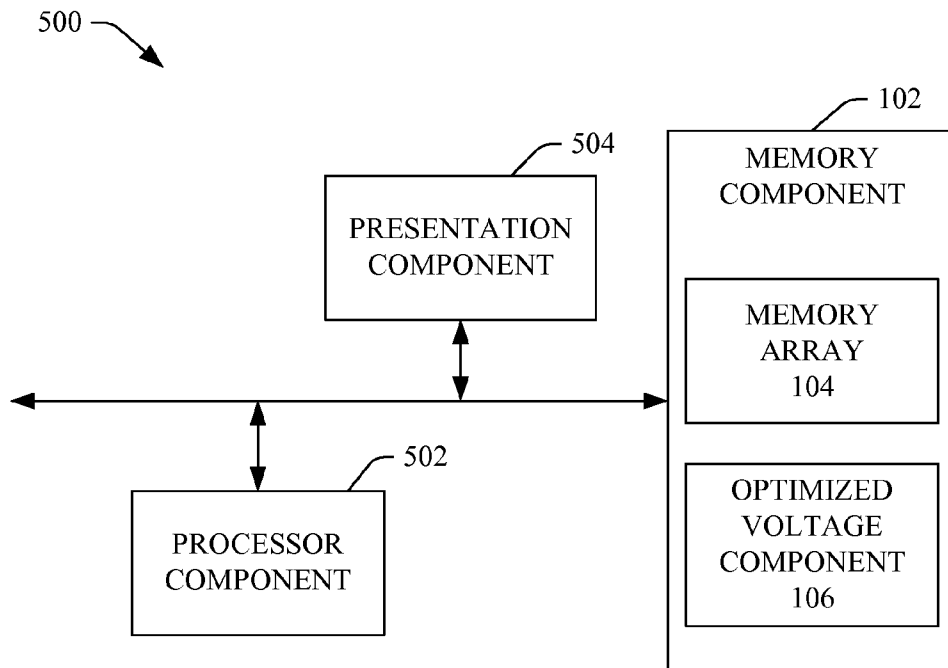 500
102
504
MEMORY
COMPONENT
PRESENTATION
COMPONENT
MEMORY
ARRAY
104
502
OPTIMIZED
VOLTAGE
COMPONENT
106
PROCESSOR
COMPONENT